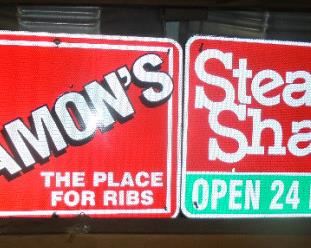 AMON'S
THE PLACE
FOR RIBS
Stea
Sha
OPEN 24